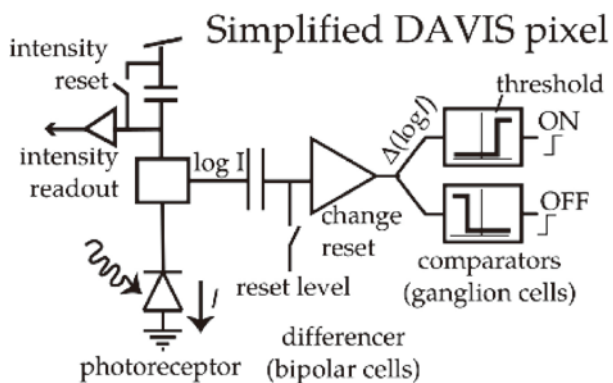 Simplified DAVIS pixel
intensity
reset
intensity
readout
log I
Δ(log I)
threshold
ON
OFF
change
reset
reset level
comparators
(ganglion cells)
I
photoreceptor
differencer
(bipolar cells)